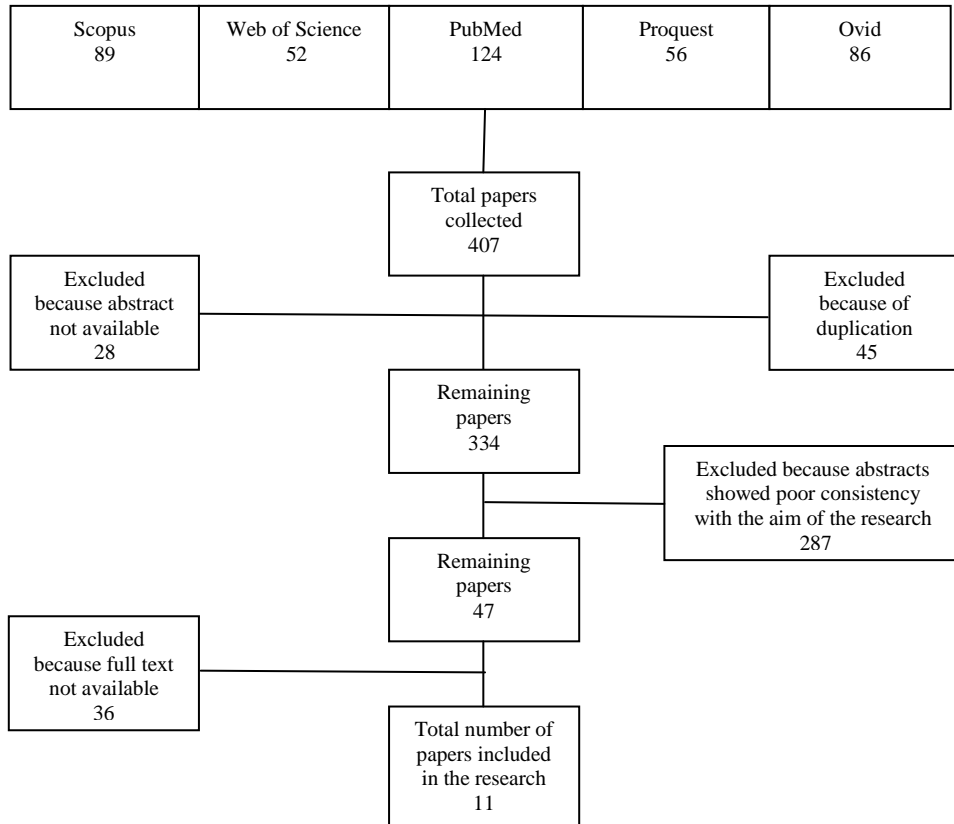 Scopus
89
Web of Science
52
PubMed
124
Proquest
56
Ovid
86
Total papers
collected
407
Excluded
because abstract
not available
28
Excluded
because of
duplication
45
Remaining
papers
334
Excluded because abstracts
showed poor consistency
with the aim of the research
287
Remaining
papers
47
Excluded
because full text
not available
36
Total number of
papers included
in the research
11